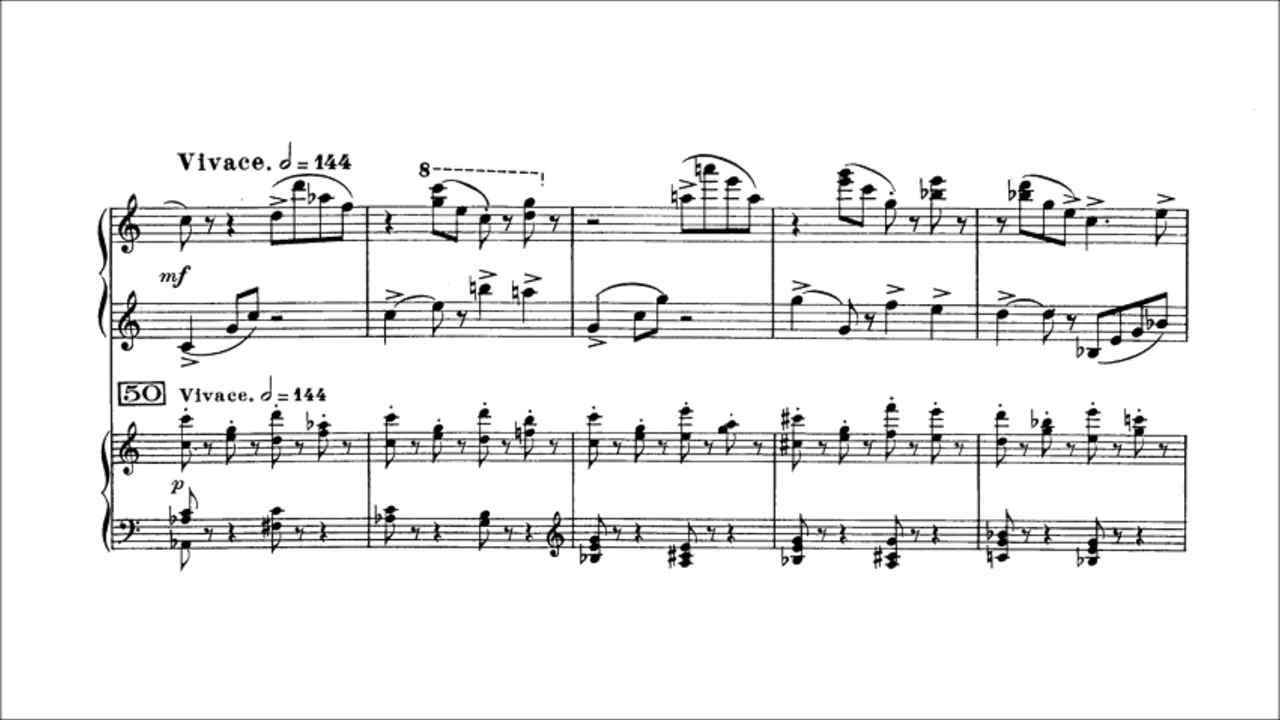 Vivace. 𝅗𝅥 = 144
8
mf
50 Vivace. 𝅗𝅥 = 144
p